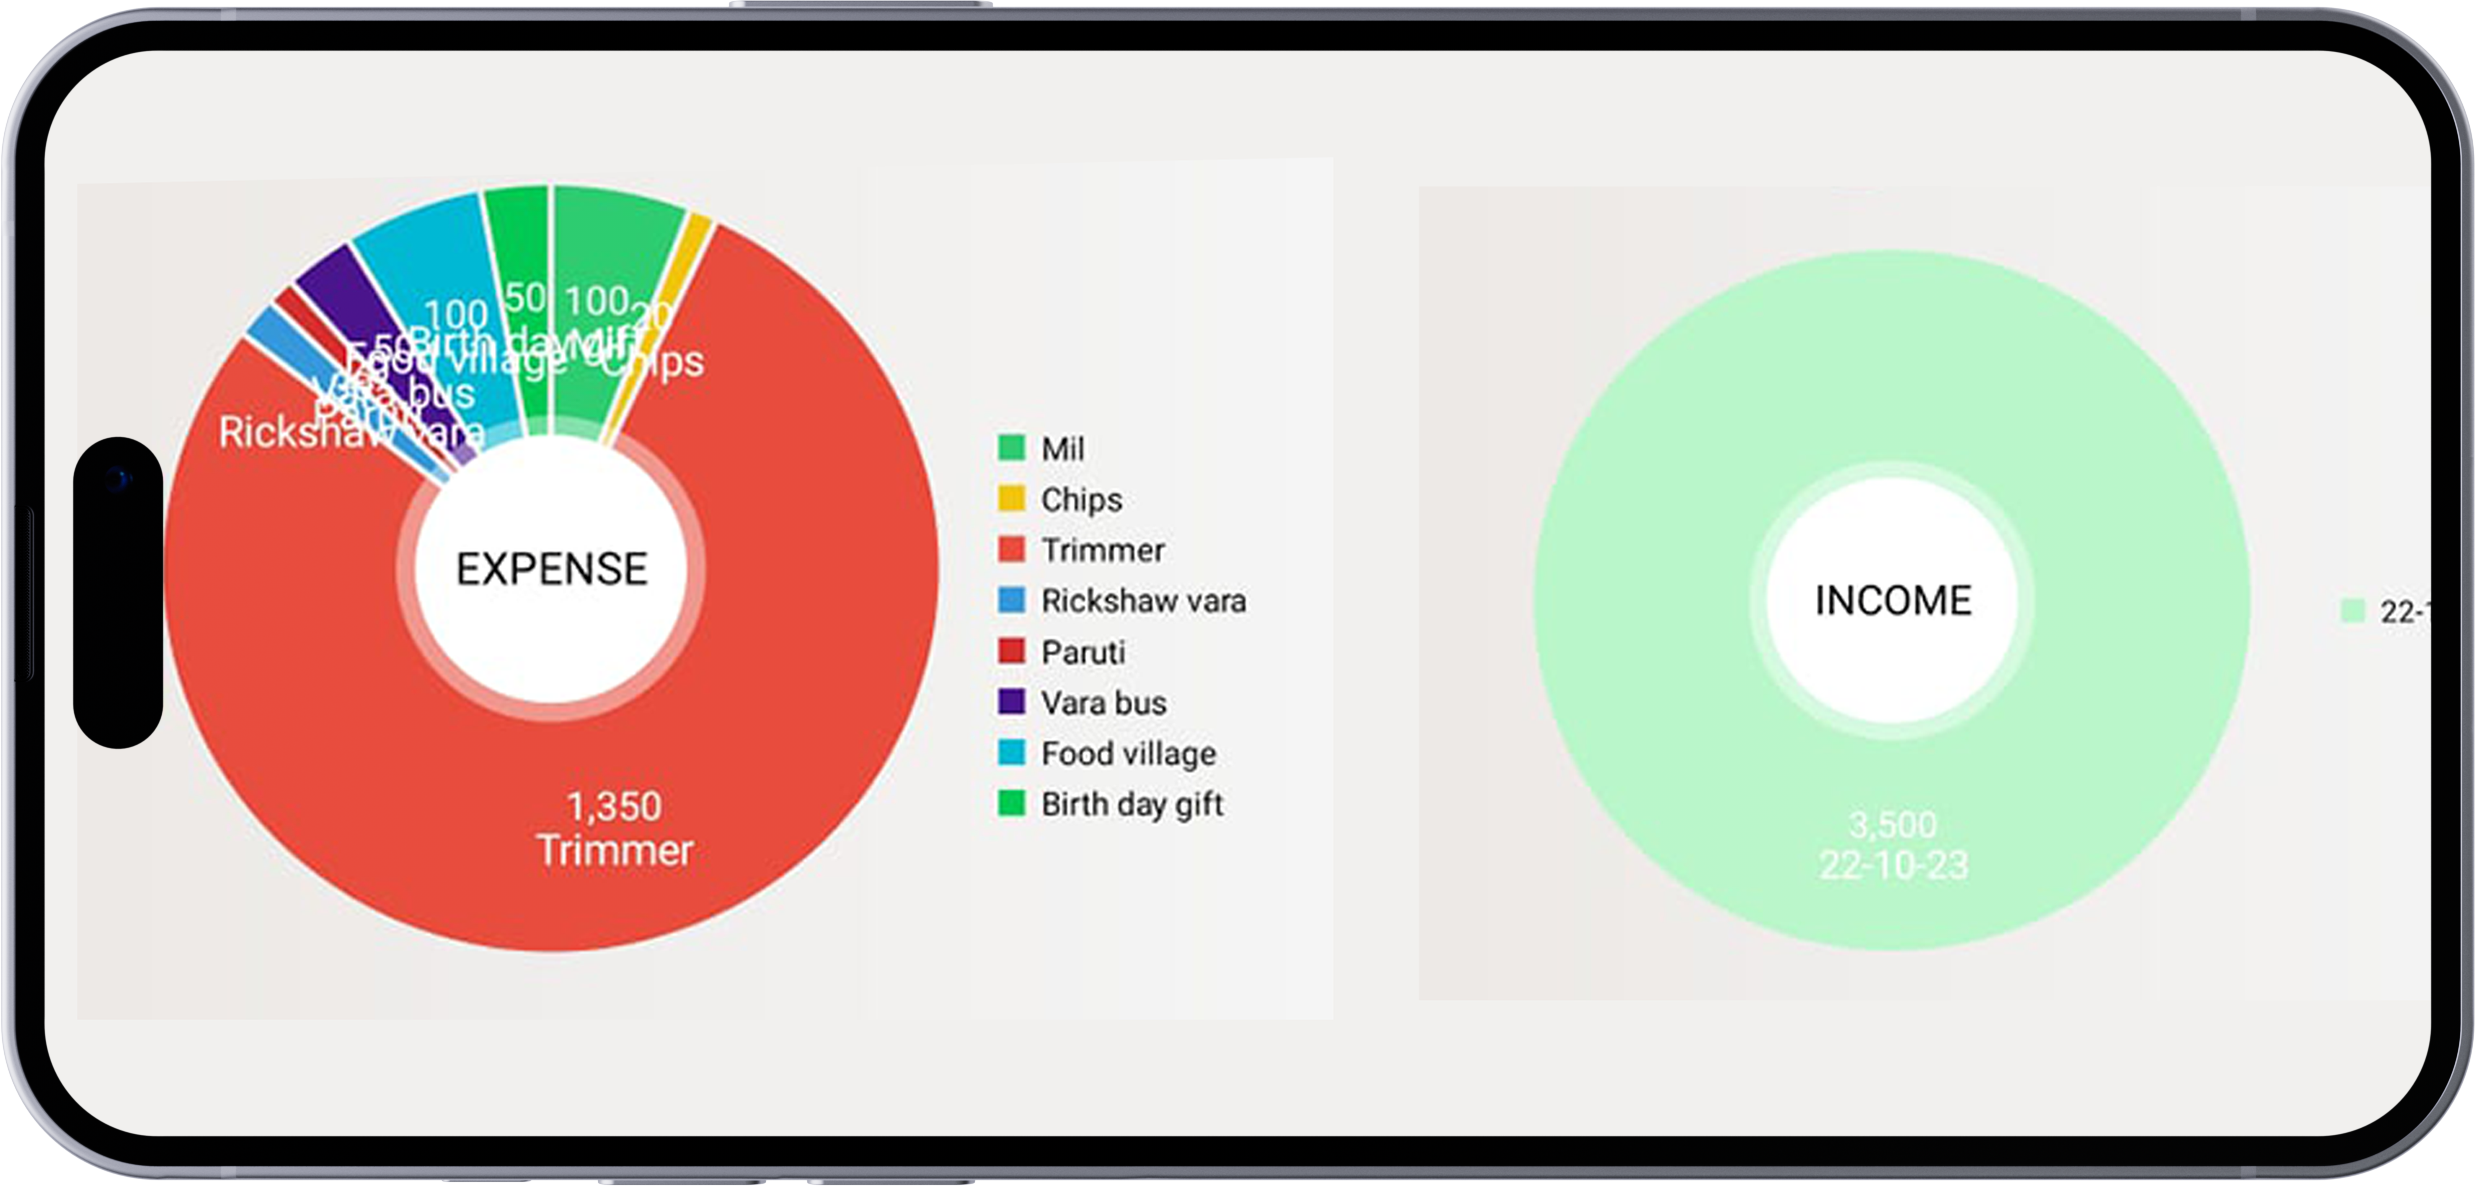 50
100
100
20
50
Birth day gift
Mil
Food village
Chips
Vara bus
Paruti
Rickshaw vara
EXPENSE
1,350
Trimmer
Mil
Chips
Trimmer
Rickshaw vara
Paruti
Vara bus
Food village
Birth day gift
INCOME
3,500
22-10-23
22-1